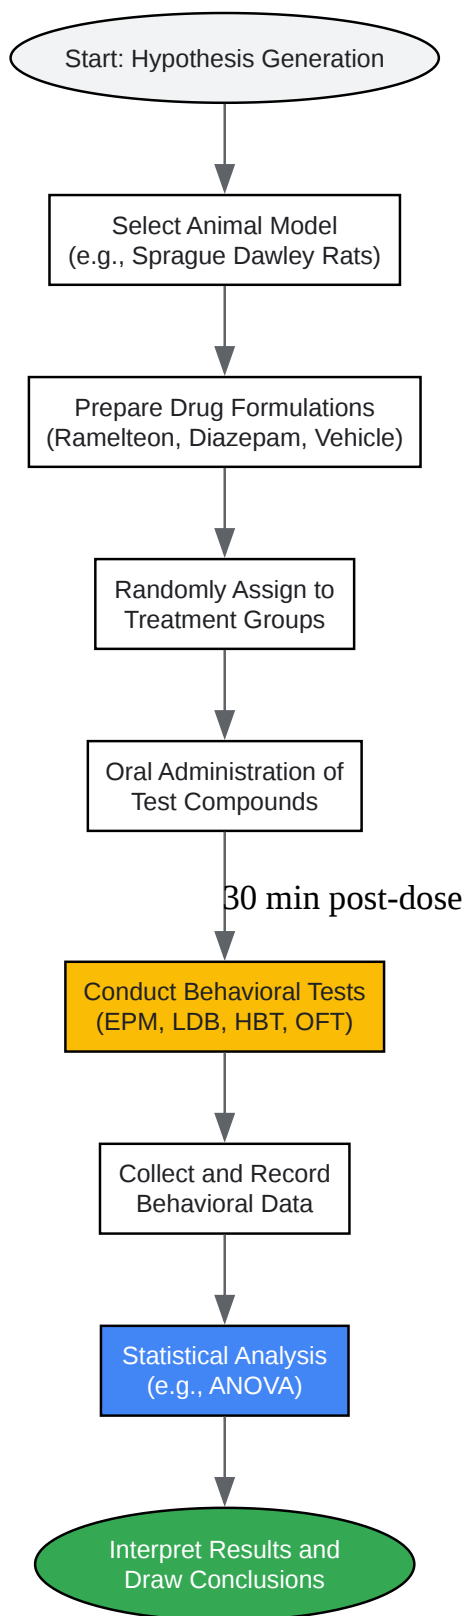 Start: Hypothesis Generation
Select Animal Model
(e.g., Sprague Dawley Rats)
Prepare Drug Formulations
(Ramelteon, Diazepam, Vehicle)
Randomly Assign to
Treatment Groups
Oral Administration of
Test Compounds
30 min post-dose
Conduct Behavioral Tests
(EPM, LDB, HBT, OFT)
Collect and Record
Behavioral Data
Statistical Analysis
(e.g., ANOVA)
Interpret Results and
Draw Conclusions